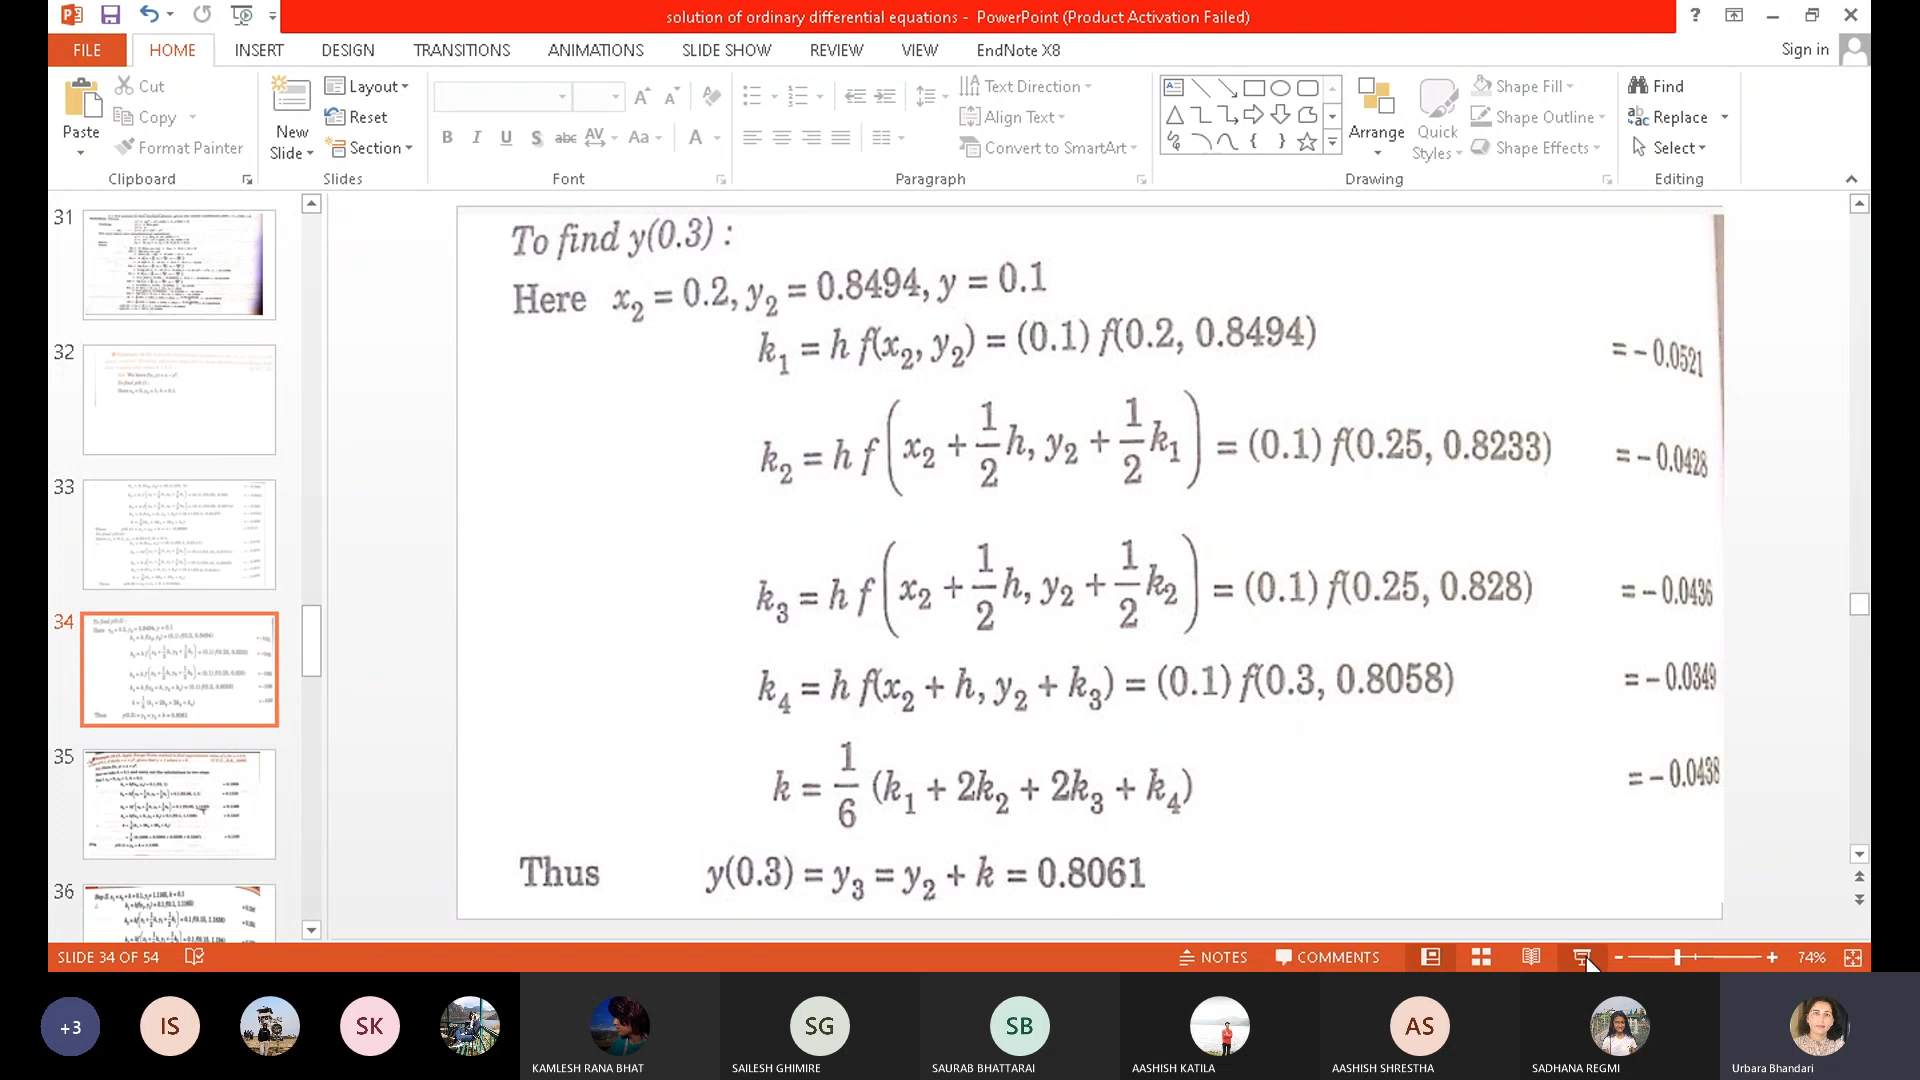 solution of ordinary differential equations - PowerPoint (Product Activation Failed)
FILE HOME INSERT DESIGN TRANSITIONS ANIMATIONS SLIDE SHOW REVIEW VIEW EndNote X8 Sign in
Paste Cut Copy Format Painter
New Slide Layout Reset Section
Text Direction Align Text Convert to SmartArt
Arrange Quick Styles Shape Fill Shape Outline Shape Effects
Find Replace Select
Clipboard Slides Font Paragraph Drawing Editing
31
32
33
34
35
36
To find y(0.3) :
Here x₂ = 0.2, y₂ = 0.8494, y = 0.1
k₁ = h f(x₂, y₂) = (0.1) f(0.2, 0.8494) = – 0.0521
k₂ = h f(x₂ + 1/2 h, y₂ + 1/2 k₁) = (0.1) f(0.25, 0.8233) = – 0.0428
k₃ = h f(x₂ + 1/2 h, y₂ + 1/2 k₂) = (0.1) f(0.25, 0.828) = – 0.0436
k₄ = h f(x₂ + h, y₂ + k₃) = (0.1) f(0.3, 0.8058) = – 0.0349
k = 1/6 (k₁ + 2k₂ + 2k₃ + k₄) = – 0.0438
Thus y(0.3) = y₃ = y₂ + k = 0.8061
SLIDE 34 OF 54 NOTES COMMENTS 74%
+3 IS SK SG SB AS
KAMLESH RANA BHAT SAILESH GHIMIRE SAURAB BHATTARAI AASHISH KATILA AASHISH SHRESTHA SADHANA REGMI Urbara Bhandari